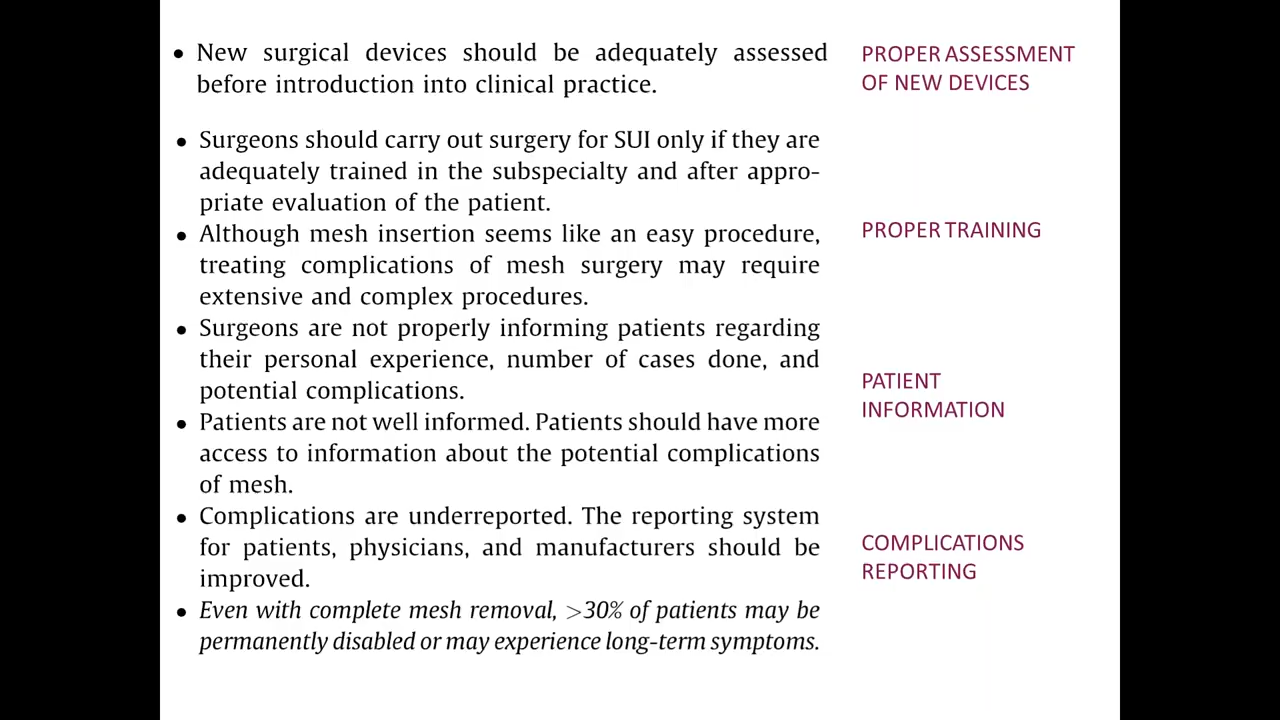 • New surgical devices should be adequately assessed
before introduction into clinical practice.
PROPER ASSESSMENT
OF NEW DEVICES
• Surgeons should carry out surgery for SUI only if they are
adequately trained in the subspecialty and after appro-
priate evaluation of the patient.
• Although mesh insertion seems like an easy procedure,
treating complications of mesh surgery may require
extensive and complex procedures.
PROPER TRAINING
• Surgeons are not properly informing patients regarding
their personal experience, number of cases done, and
potential complications.
• Patients are not well informed. Patients should have more
access to information about the potential complications
of mesh.
PATIENT
INFORMATION
• Complications are underreported. The reporting system
for patients, physicians, and manufacturers should be
improved.
COMPLICATIONS
REPORTING
• Even with complete mesh removal, >30% of patients may be
permanently disabled or may experience long-term symptoms.